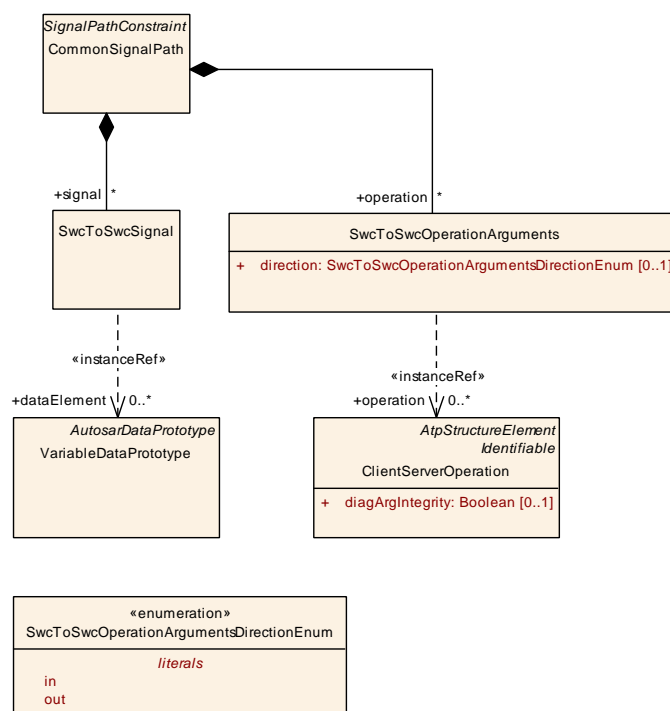 SignalPathConstraint
CommonSignalPath
+signal *
+operation *
SwcToSwcSignal
SwcToSwcOperationArguments
+ direction: SwcToSwcOperationArgumentsDirectionEnum [0..1]
«instanceRef»
«instanceRef»
+dataElement 0..*
+operation 0..*
AutosarDataPrototype
VariableDataPrototype
AtpStructureElement
Identifiable
ClientServerOperation
+ diagArgIntegrity: Boolean [0..1]
«enumeration»
SwcToSwcOperationArgumentsDirectionEnum
literals
in
out